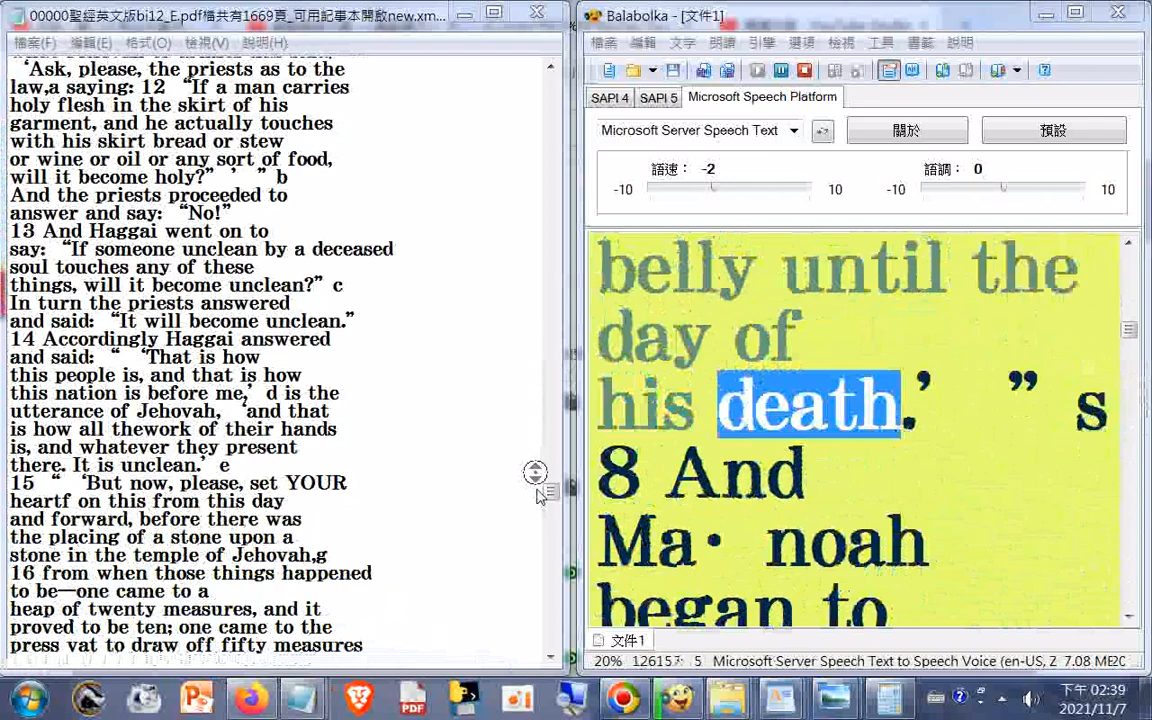 00000聖經英文版bi12_E.pdf檔共有1669頁_可用記事本開啟new.xm...
檔案(F) 編輯(E) 格式(O) 檢視(V) 說明(H)
‘Ask, please, the priests as to the
law,a saying: 12 “If a man carries
holy flesh in the skirt of his
garment, and he actually touches
with his skirt bread or stew
or wine or oil or any sort of food,
will it become holy?” ’ ”b
And the priests proceeded to
answer and say: “No!”
13 And Haggai went on to
say: “If someone unclean by a deceased
soul touches any of these
things, will it become unclean?” c
In turn the priests answered
and said: “It will become unclean.”
14 Accordingly Haggai answered
and said: “ ‘That is how
this people is, and that is how
this nation is before me,’ d is the
utterance of Jehovah, ‘and that
is how all thework of their hands
is, and whatever they present
there. It is unclean.’ e
15 “ ‘But now, please, set YOUR
heartf on this from this day
and forward, before there was
the placing of a stone upon a
stone in the temple of Jehovah,g
16 from when those things happened
to be—one came to a
heap of twenty measures, and it
proved to be ten; one came to the
press vat to draw off fifty measures
Balabolka - [文件1]
檔案 編輯 文字 朗讀 引擎 選項 檢視 工具 書籤 說明
SAPI 4 SAPI 5 Microsoft Speech Platform
Microsoft Server Speech Text 關於 預設
語速： -2 語調： 0
-10 10 -10 10
belly until the
day of
his death.’ ” s
8 And
Ma· noah
began to
文件1
20% 126157: 5 Microsoft Server Speech Text to Speech Voice (en-US, Z 7.08 ME
PDF
下午 02:39
2021/11/7